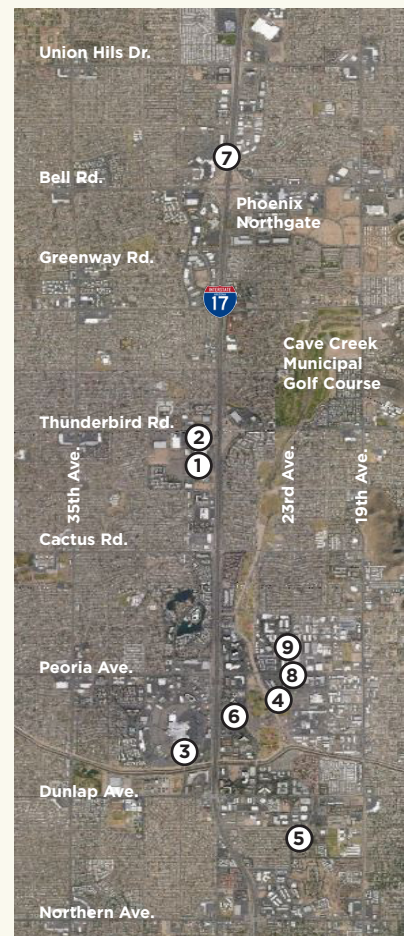 Union Hils Dr.
7
Bell Rd.
Phoenix
Northgate
Greenway Rd.
INTERSTATE
17
Cave Creek
Municipal
Golf Course
Thunderbird Rd.
2
1
35th Ave.
23rd Ave.
19th Ave.
Cactus Rd.
9
Peoria Ave.
8
4
6
3
Dunlap Ave.
5
Northern Ave.